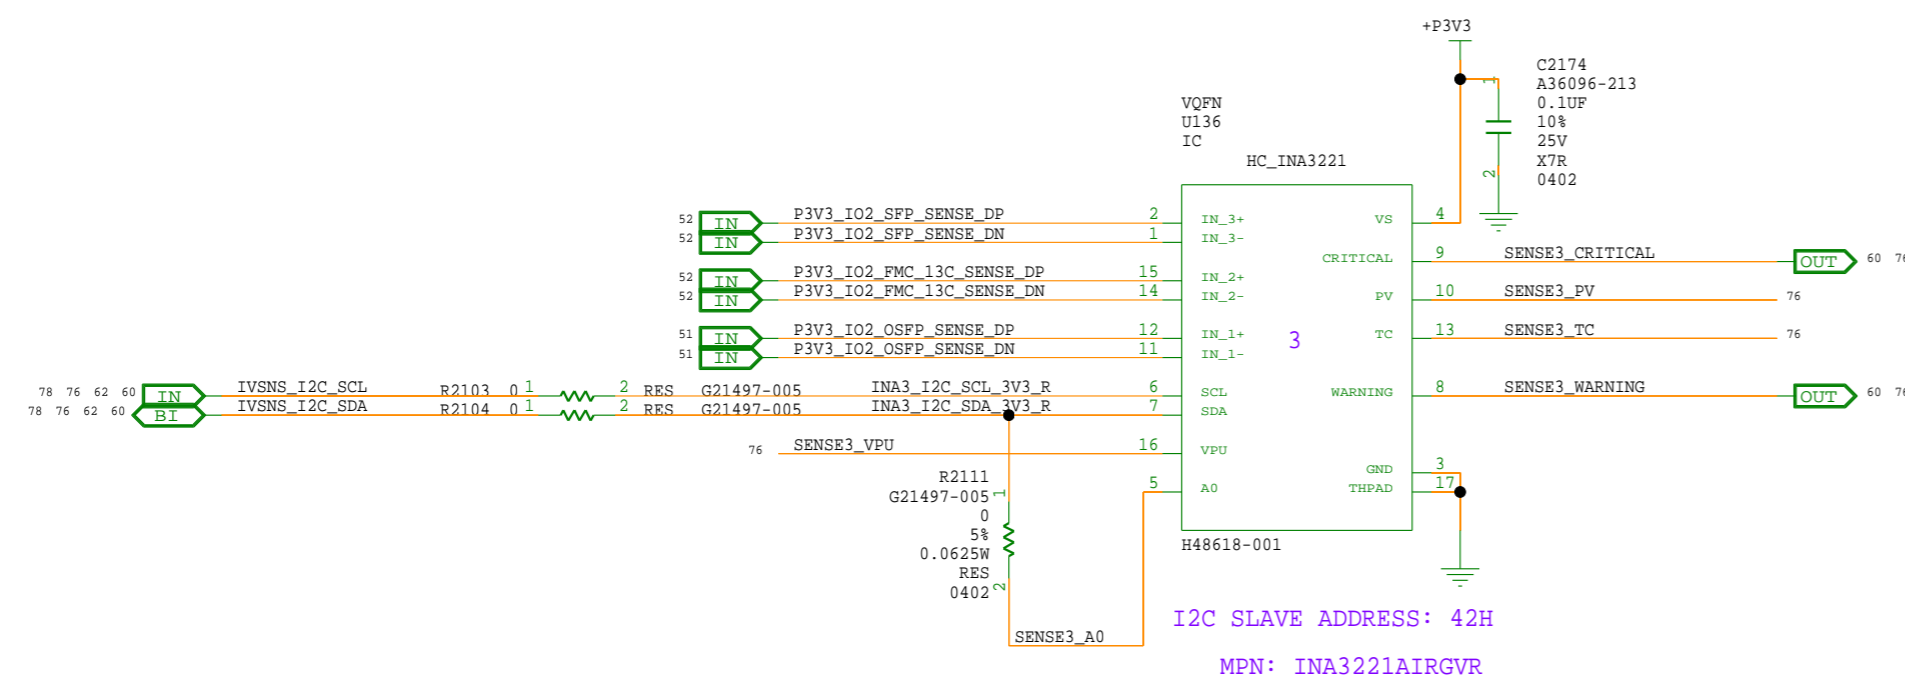 +P3V3
C2174
A36096-213
0.1UF
10%
25V
X7R
0402
1
2
VQFN
U136
IC
HC_INA3221
52 IN P3V3_IO2_SFP_SENSE_DP 2 IN_3+
52 IN P3V3_IO2_SFP_SENSE_DN 1 IN_3-
52 IN P3V3_IO2_FMC_13C_SENSE_DP 15 IN_2+
52 IN P3V3_IO2_FMC_13C_SENSE_DN 14 IN_2-
51 IN P3V3_IO2_OSFP_SENSE_DP 12 IN_1+
51 IN P3V3_IO2_OSFP_SENSE_DN 11 IN_1-
78 76 62 60 IN IVSNS_I2C_SCL R2103 0 1 2 RES G21497-005 INA3_I2C_SCL_3V3_R 6 SCL
78 76 62 60 BI IVSNS_I2C_SDA R2104 0 1 2 RES G21497-005 INA3_I2C_SDA_3V3_R 7 SDA
76 SENSE3_VPU 16 VPU
5 A0
3
VS 4
CRITICAL 9 SENSE3_CRITICAL OUT 60 76
PV 10 SENSE3_PV 76
TC 13 SENSE3_TC 76
WARNING 8 SENSE3_WARNING OUT 60 76
GND 3
THPAD 17
R2111
G21497-005 1
0
5%
0.0625W
RES
0402 2
SENSE3_A0
H48618-001
I2C SLAVE ADDRESS: 42H
MPN: INA3221AIRGVR